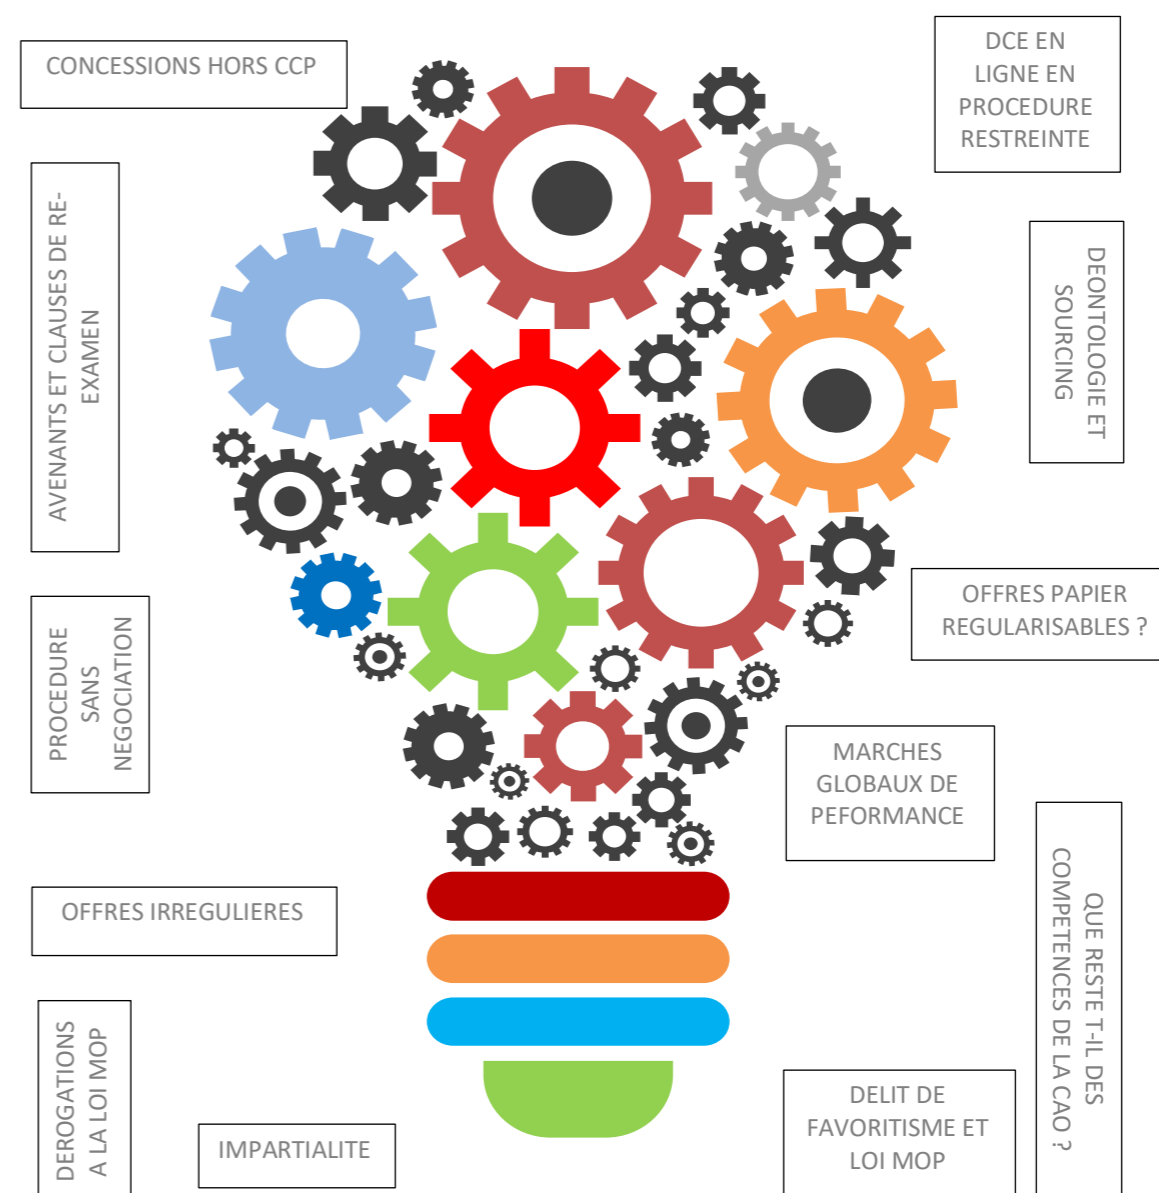 CONCESSIONS HORS CCP
DCE EN
LIGNE EN
PROCEDURE
RESTREINTE
AVENANTS ET CLAUSES DE RE-
EXAMEN
DEONTOLOGIE ET
SOURCING
OFFRES PAPIER
REGULARISABLES ?
PROCEDURE
SANS
NEGOCIATION
MARCHES
GLOBAUX DE
PEFORMANCE
QUE RESTE T-IL DES
COMPETENCES DE LA CAO ?
OFFRES IRREGULIERES
DEROGATIONS
A LA LOI MOP
IMPARTIALITE
DELIT DE
FAVORITISME ET
LOI MOP